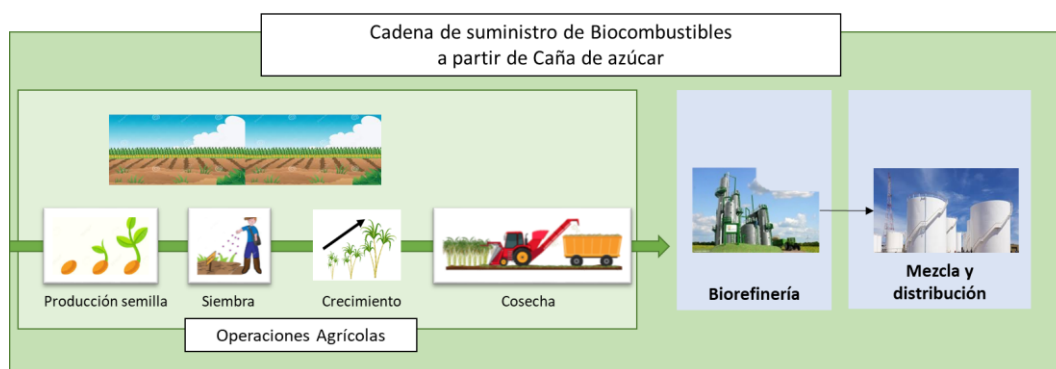 Cadena de suministro de Biocombustibles
a partir de Caña de azúcar
Producción semilla
Siembra
Crecimiento
Cosecha
Operaciones Agrícolas
Biorefinería
Mezcla y
distribución